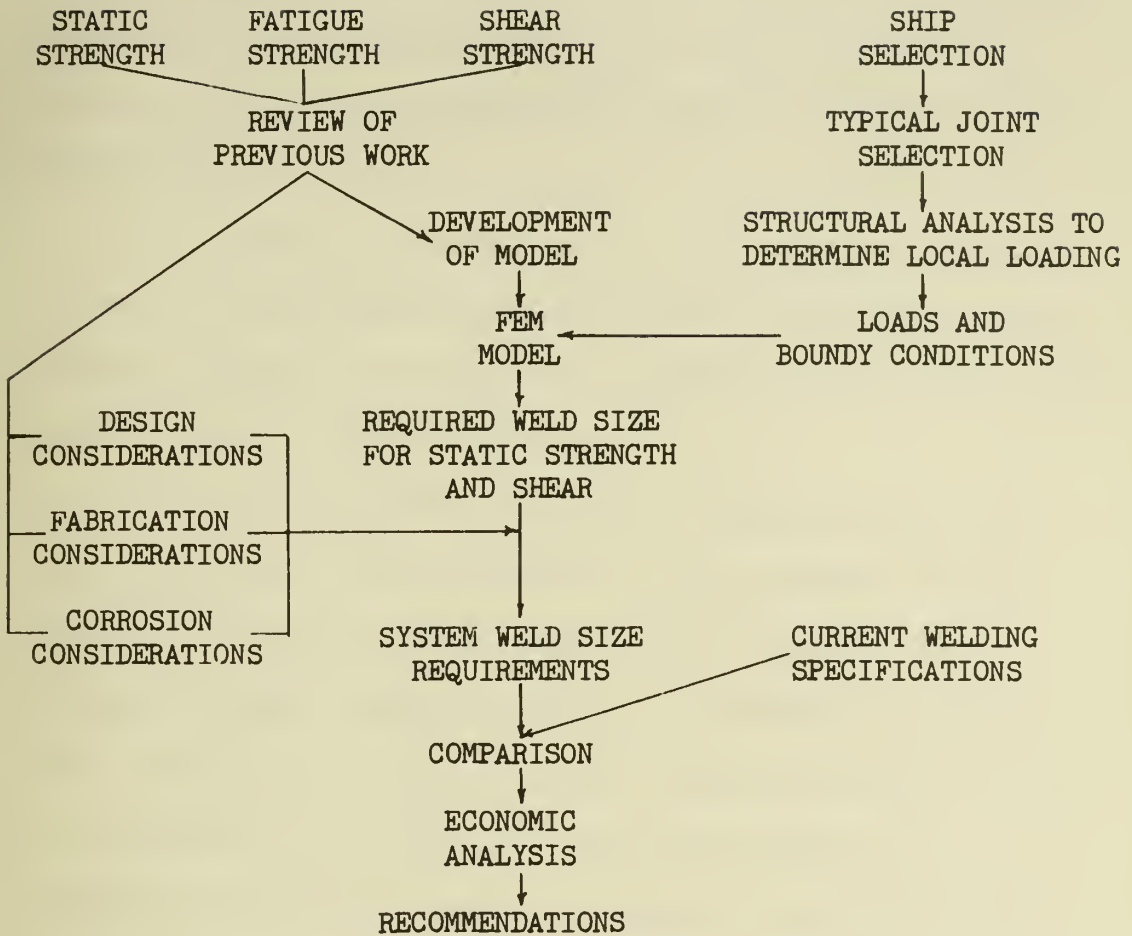 STATIC STRENGTH
FATIGUE STRENGTH
SHEAR STRENGTH
SHIP SELECTION
REVIEW OF
PREVIOUS WORK
TYPICAL JOINT
SELECTION
DEVELOPMENT
OF MODEL
STRUCTURAL ANALYSIS TO
DETERMINE LOCAL LOADING
FEM
MODEL
LOADS AND
BOUNDY CONDITIONS
DESIGN
CONSIDERATIONS
REQUIRED WELD SIZE
FOR STATIC STRENGTH
AND SHEAR
FABRICATION
CONSIDERATIONS
CORROSION
CONSIDERATIONS
SYSTEM WELD SIZE
REQUIREMENTS
CURRENT WELDING
SPECIFICATIONS
COMPARISON
ECONOMIC
ANALYSIS
RECOMMENDATIONS